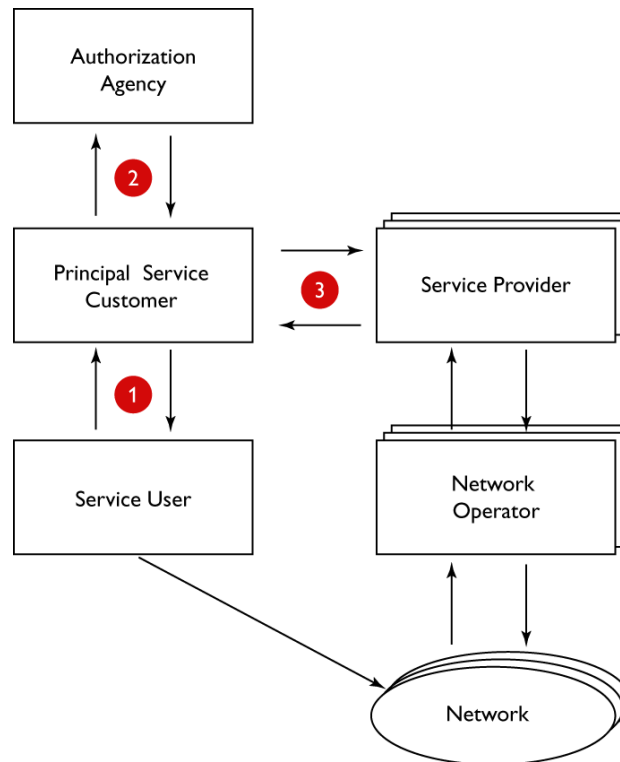 Authorization
Agency
2
Principal Service
Customer
3
Service Provider
1
Service User
Network
Operator
Network